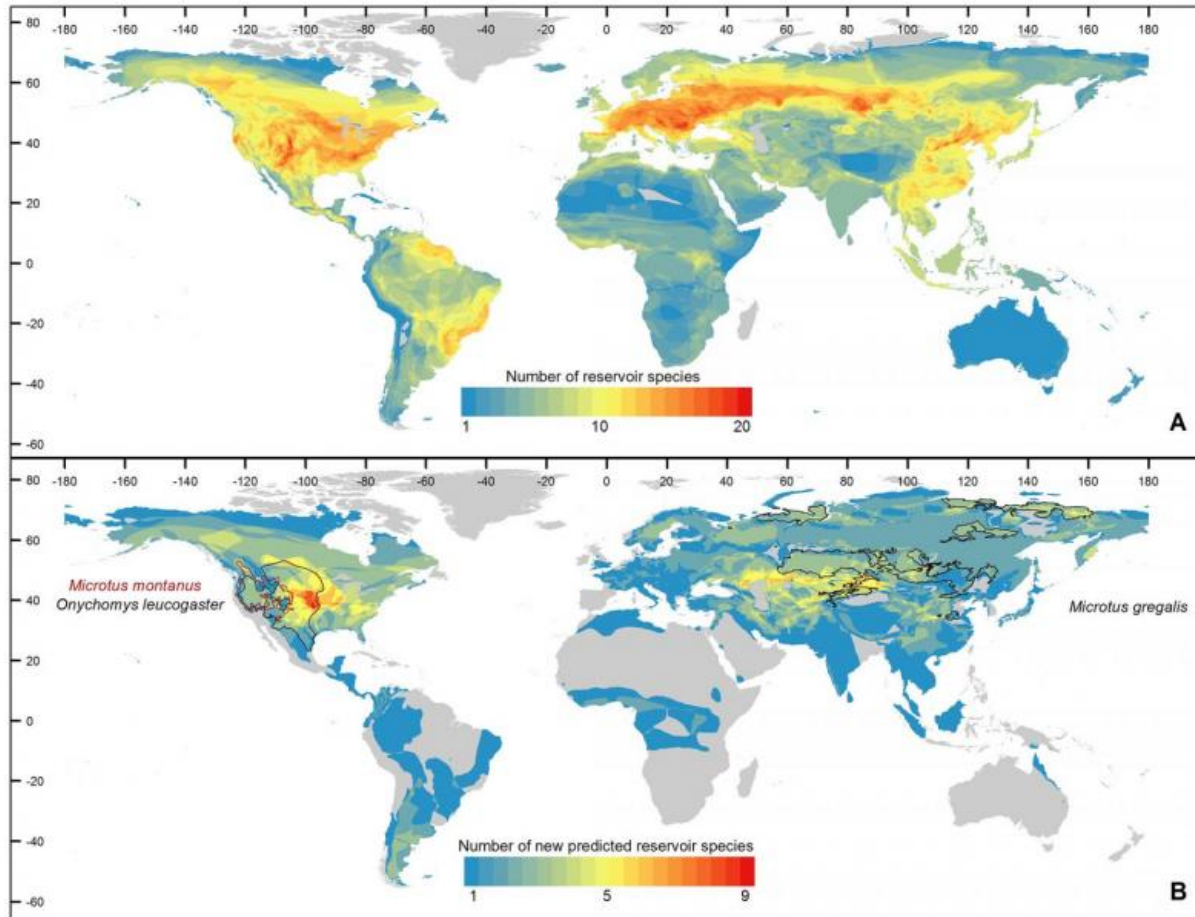 -180 -160 -140 -120 -100 -80 -60 -40 -20 0 20 40 60 80 100 120 140 160 180
80
60
40
20
0
-20
-40
-60
Number of reservoir species
1 10 20
A
-180 -160 -140 -120 -100 -80 -60 -40 -20 0 20 40 60 80 100 120 140 160 180
80
60
40
20
0
-20
-40
-60
Microtus montanus
Onychomys leucogaster
Microtus gregalis
Number of new predicted reservoir species
1 5 9
B